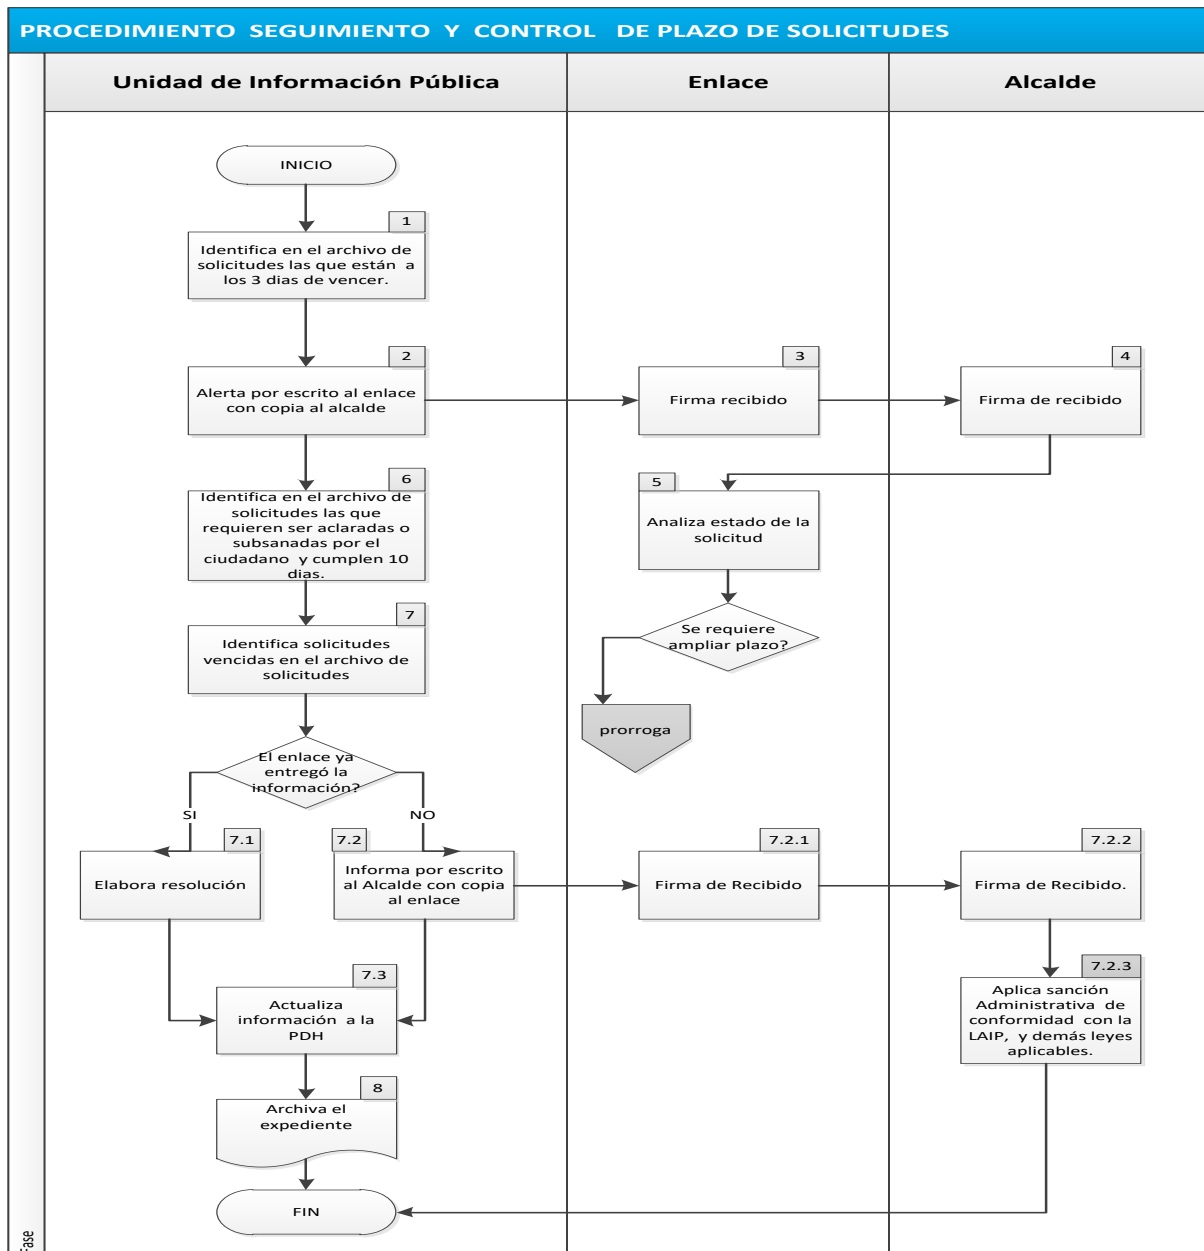 PROCEDIMIENTO SEGUIMIENTO Y CONTROL DE PLAZO DE SOLICITUDES
Unidad de Información Pública
Enlace
Alcalde
INICIO
1
Identifica en el archivo de
solicitudes las que están a
los 3 dias de vencer.
2
Alerta por escrito al enlace
con copia al alcalde
3
Firma recibido
4
Firma de recibido
5
Analiza estado de la
solicitud
Se requiere
ampliar plazo?
prorroga
6
Identifica en el archivo de
solicitudes las que
requieren ser aclaradas o
subsanadas por el
ciudadano y cumplen 10
dias.
7
Identifica solicitudes
vencidas en el archivo de
solicitudes
El enlace ya
entregó la
información?
SI
NO
7.1
Elabora resolución
7.2
Informa por escrito
al Alcalde con copia
al enlace
7.2.1
Firma de Recibido
7.2.2
Firma de Recibido.
7.2.3
Aplica sanción
Administrativa de
conformidad con la
LAIP, y demás leyes
aplicables.
7.3
Actualiza
información a la
PDH
8
Archiva el
expediente
FIN
Fase